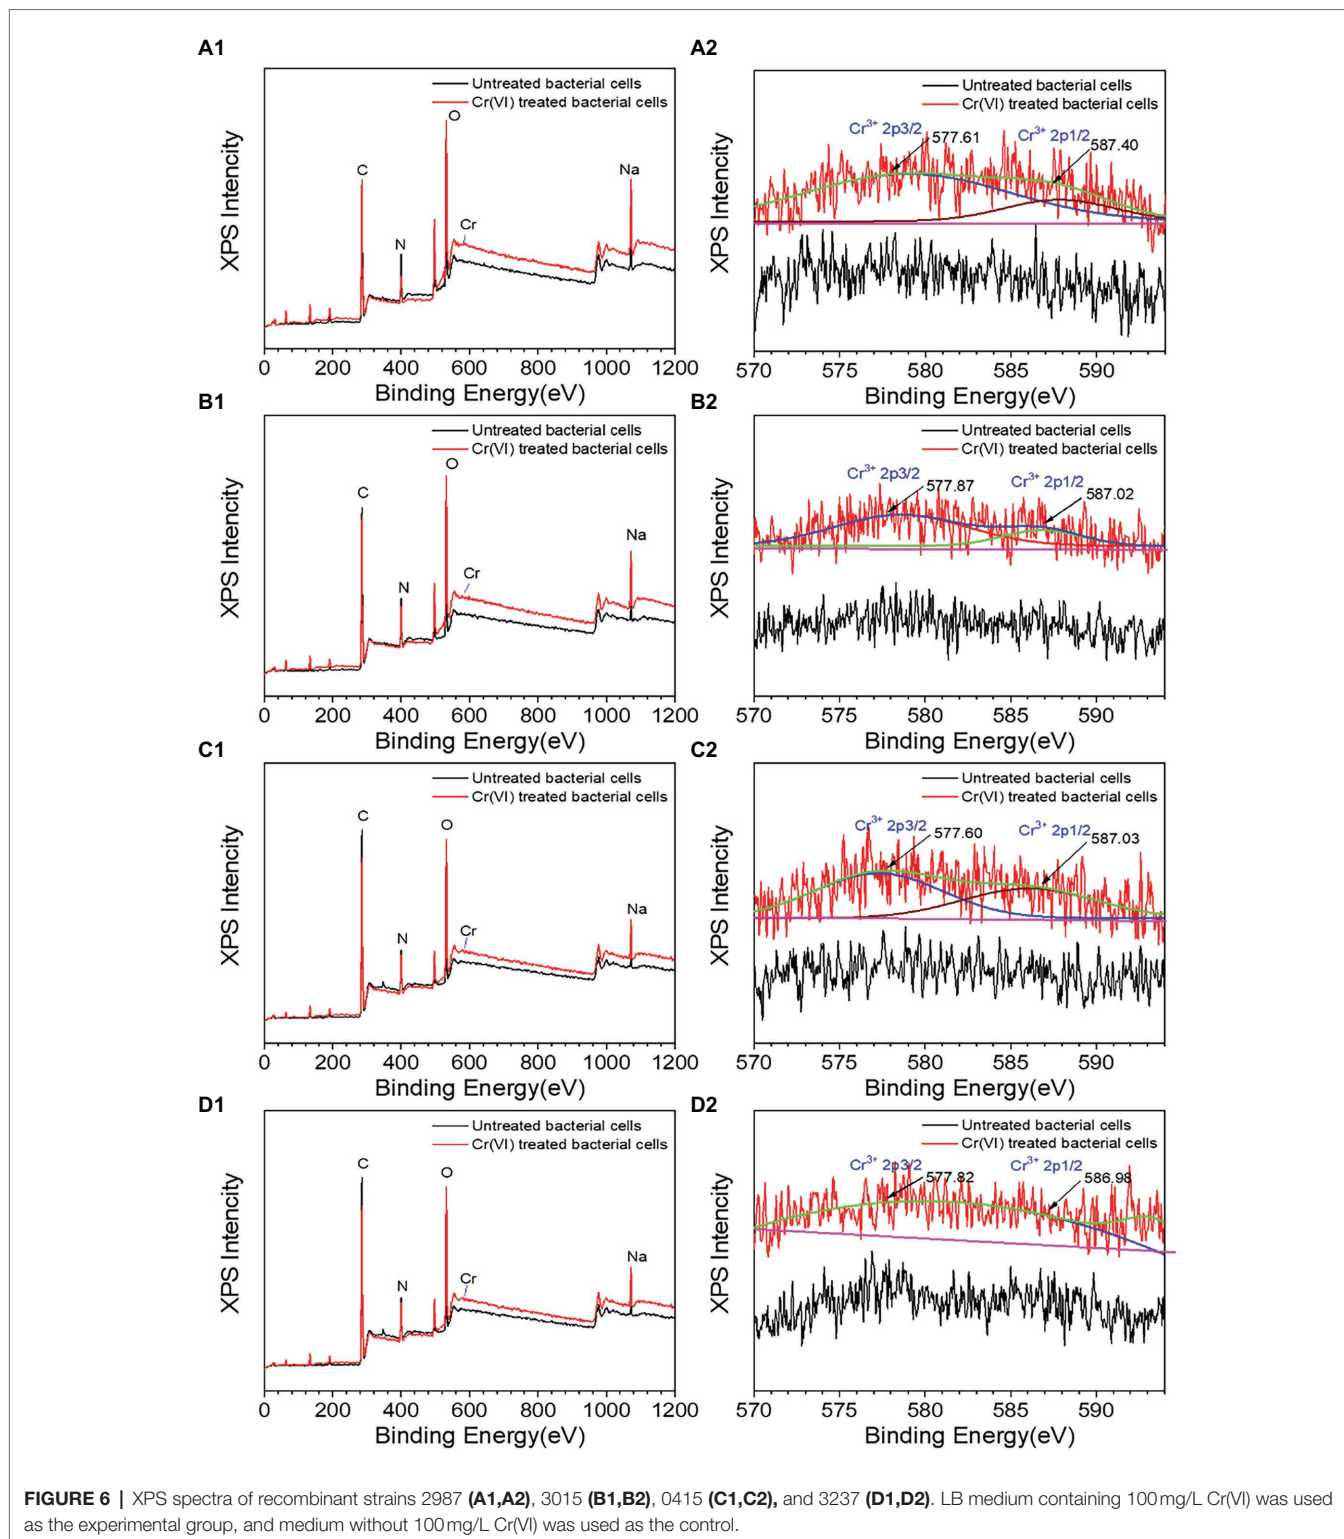 A1
Untreated bacterial cells
Cr(VI) treated bacterial cells
O
C
Na
N
Cr
XPS Intencity
0 200 400 600 800 1000 1200
Binding Energy(eV)
A2
Untreated bacterial cells
Cr(VI) treated bacterial cells
Cr³⁺ 2p3/2
577.61
Cr³⁺ 2p1/2
587.40
XPS Intencity
570 575 580 585 590
Binding Energy(eV)
B1
Untreated bacterial cells
Cr(VI) treated bacterial cells
O
C
Na
N
Cr
XPS Intencity
0 200 400 600 800 1000 1200
Binding Energy(eV)
B2
Untreated bacterial cells
Cr(VI) treated bacterial cells
Cr³⁺ 2p3/2
577.87
Cr³⁺ 2p1/2
587.02
XPS Intencity
570 575 580 585 590
Binding Energy(eV)
C1
Untreated bacterial cells
Cr(VI) treated bacterial cells
C
O
Na
N
Cr
XPS Intencity
0 200 400 600 800 1000 1200
Binding Energy(eV)
C2
Untreated bacterial cells
Cr(VI) treated bacterial cells
Cr³⁺ 2p3/2
577.60
Cr³⁺ 2p1/2
587.03
XPS Intencity
570 575 580 585 590
Binding Energy(eV)
D1
Untreated bacterial cells
Cr(VI) treated bacterial cells
C
O
Na
N
Cr
XPS Intencity
0 200 400 600 800 1000 1200
Binding Energy(eV)
D2
Untreated bacterial cells
Cr(VI) treated bacterial cells
Cr³⁺ 2p3/2
577.82
Cr³⁺ 2p1/2
586.98
XPS Intencity
570 575 580 585 590
Binding Energy(eV)
FIGURE 6 | XPS spectra of recombinant strains 2987 (A1,A2), 3015 (B1,B2), 0415 (C1,C2), and 3237 (D1,D2). LB medium containing 100 mg/L Cr(VI) was used
as the experimental group, and medium without 100 mg/L Cr(VI) was used as the control.